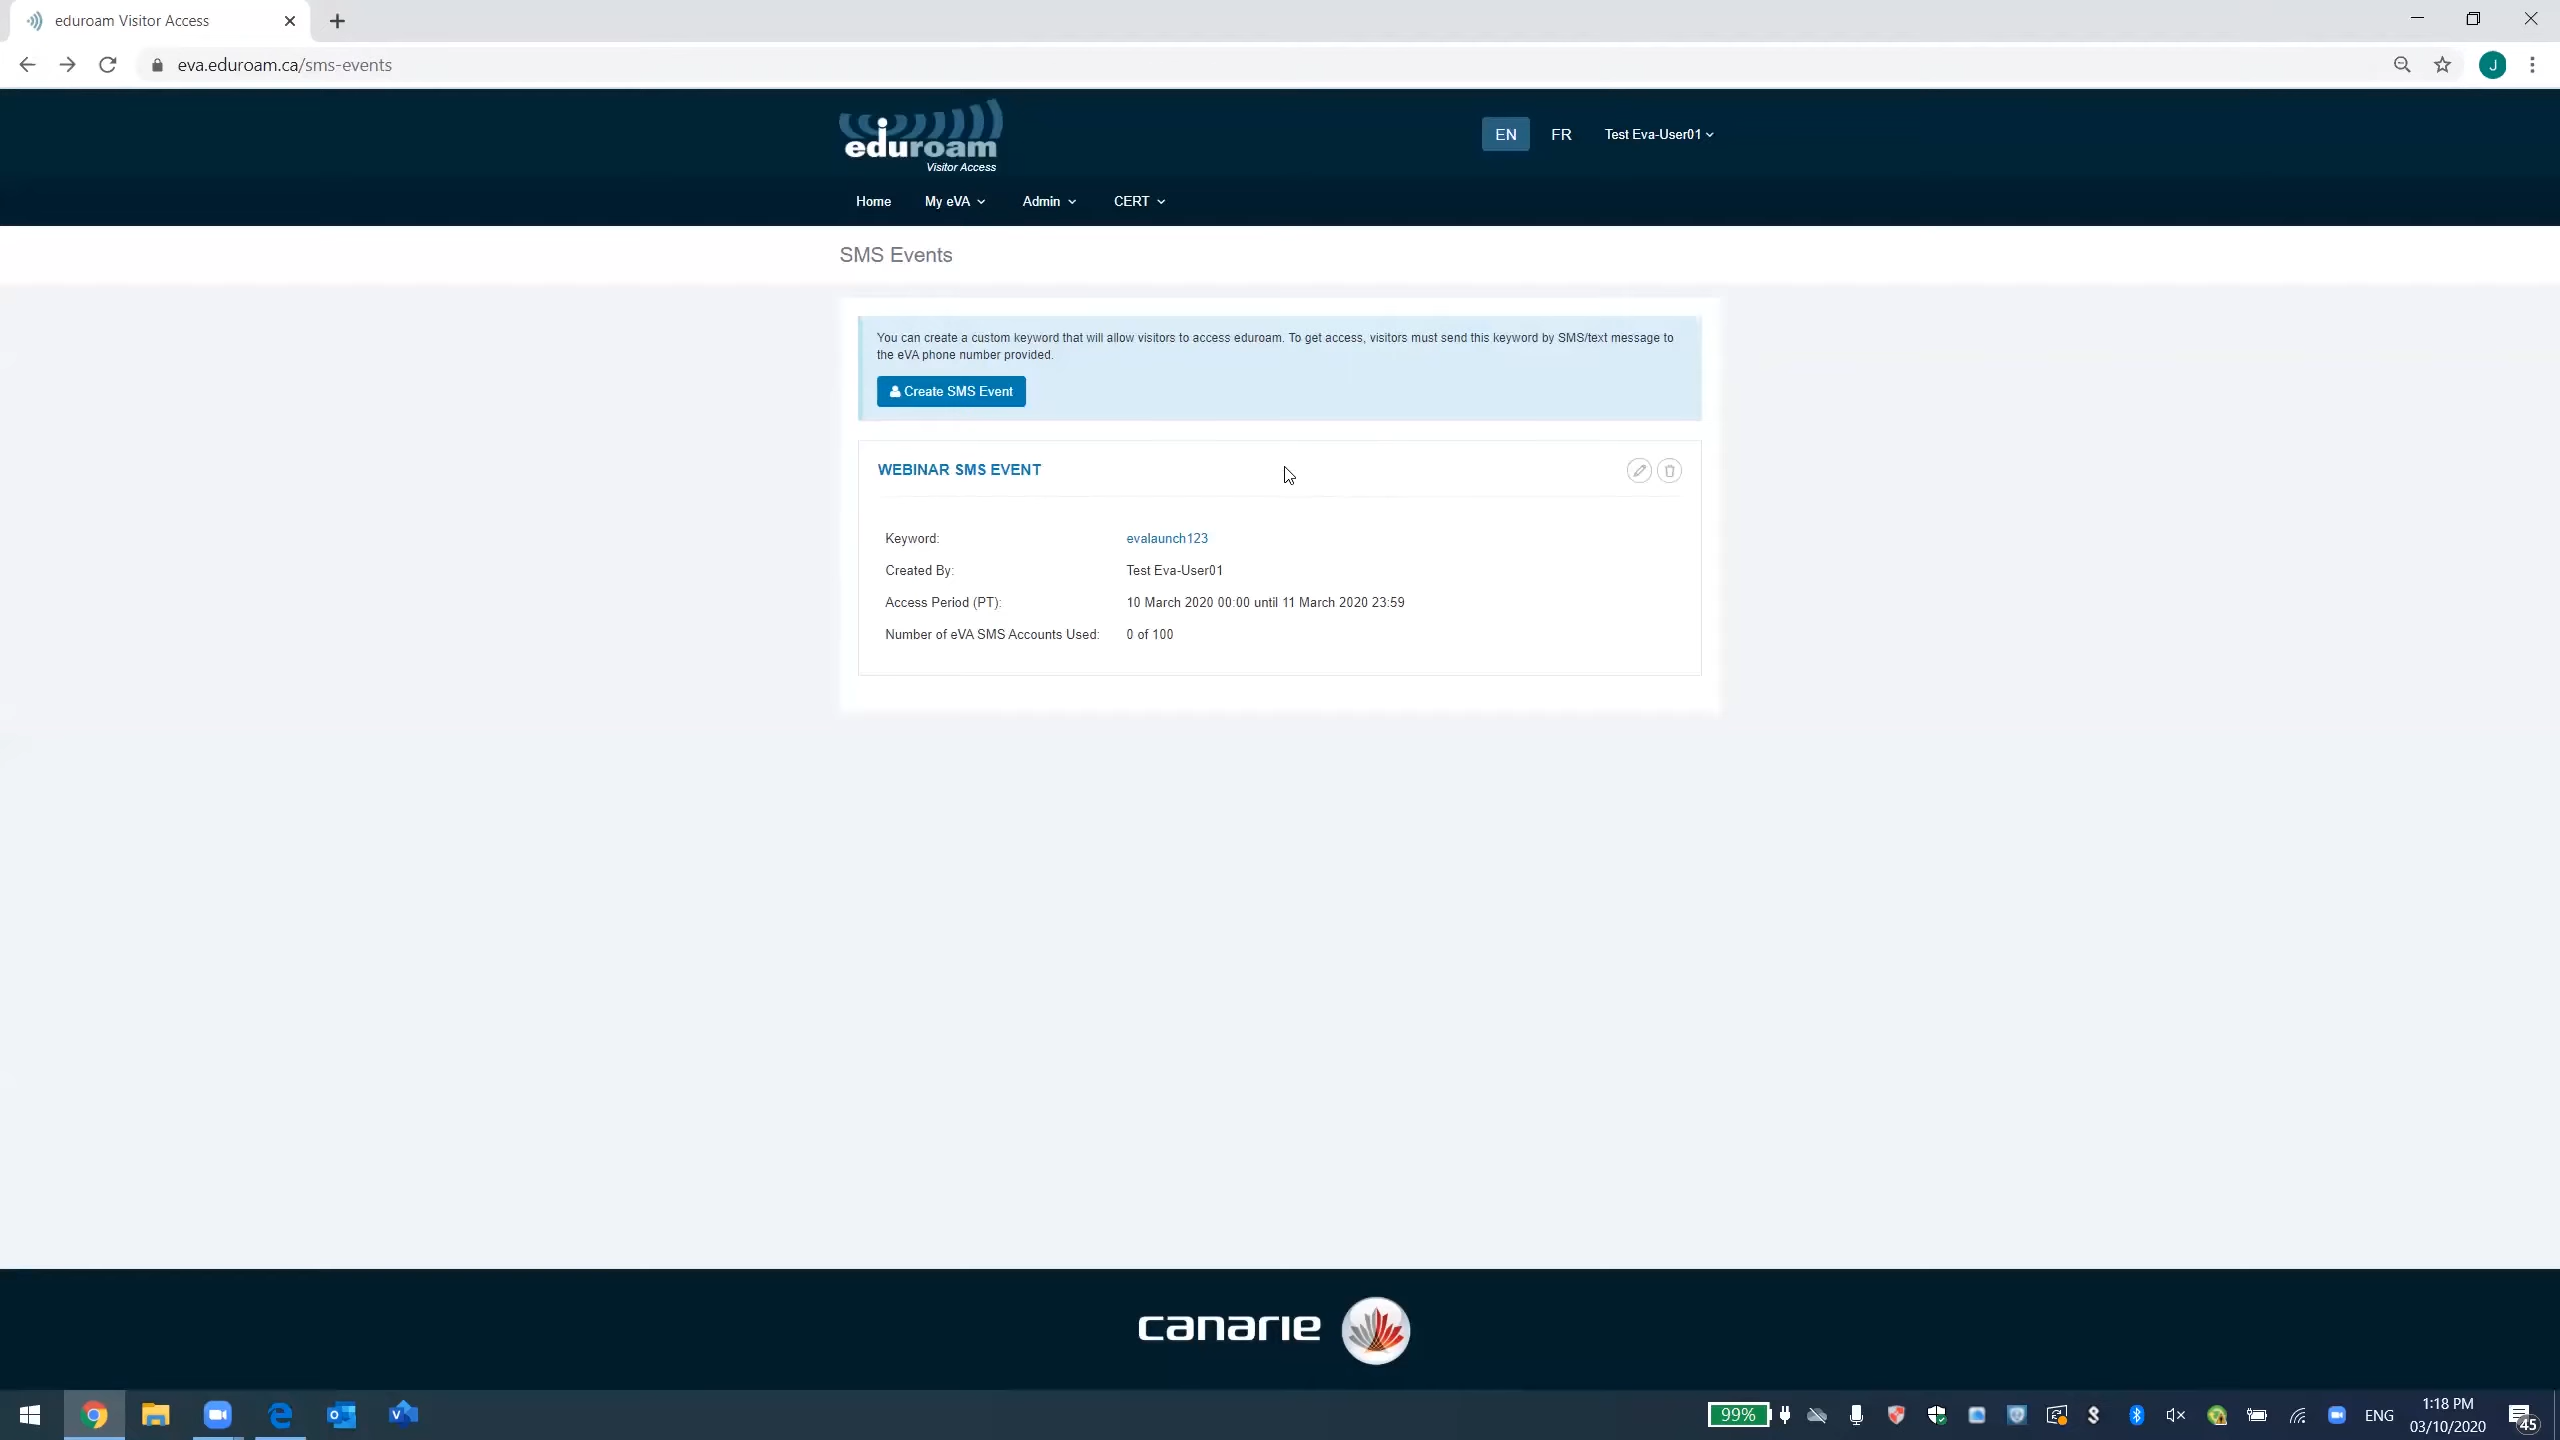 eduroam Visitor Access
eva.eduroam.ca/sms-events
J
eduroam
Visitor Access
EN FR Test Eva-User01
Home My eVA Admin CERT
SMS Events
You can create a custom keyword that will allow visitors to access eduroam. To get access, visitors must send this keyword by SMS/text message to
the eVA phone number provided.
Create SMS Event
WEBINAR SMS EVENT
Keyword: evalaunch123
Created By: Test Eva-User01
Access Period (PT): 10 March 2020 00:00 until 11 March 2020 23:59
Number of eVA SMS Accounts Used: 0 of 100
canarie
99% ENG 1:18 PM
03/10/2020
45